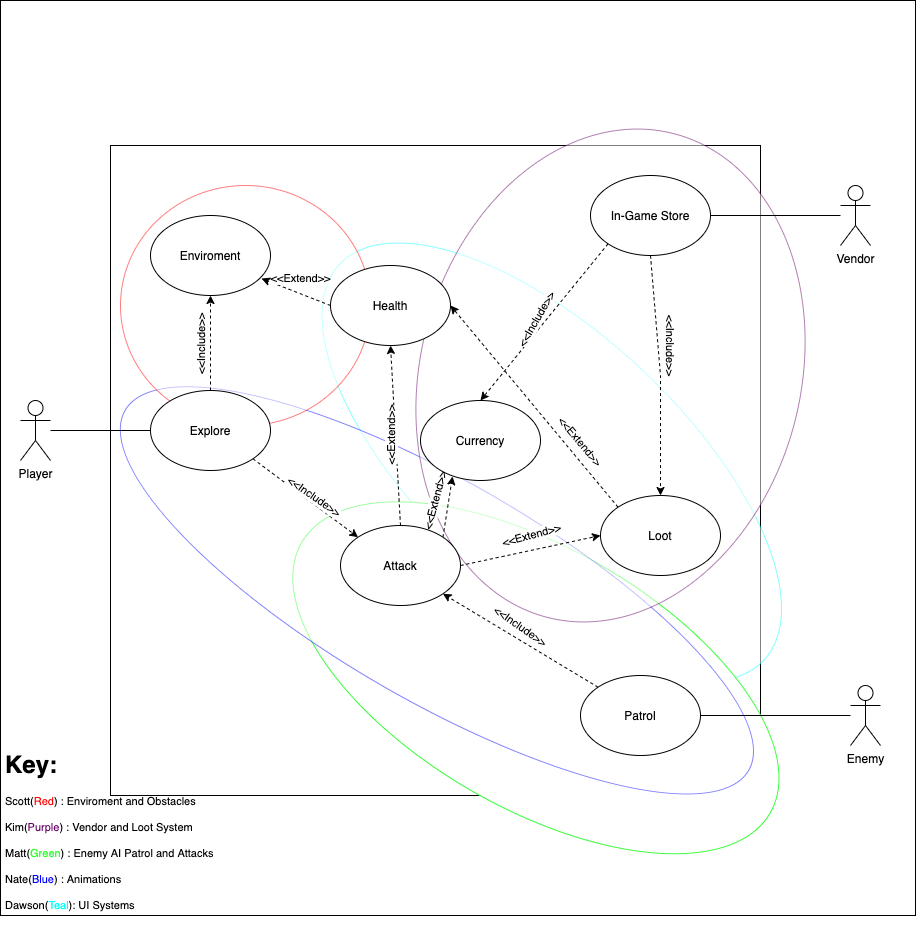 In-Game Store
Vendor
Enviroment
<<Extend>>
Health
<<Include>>
<<Include>>
<<Include>>
Player
Explore
Currency
<<Extend>>
<<Extend>>
<<Include>>
<<Extend>>
<<Extend>>
Loot
Attack
<<Include>>
Patrol
Enemy
Key:
Scott(Red) : Enviroment and Obstacles
Kim(Purple) : Vendor and Loot System
Matt(Green) : Enemy AI Patrol and Attacks
Nate(Blue) : Animations
Dawson(Teal): UI Systems